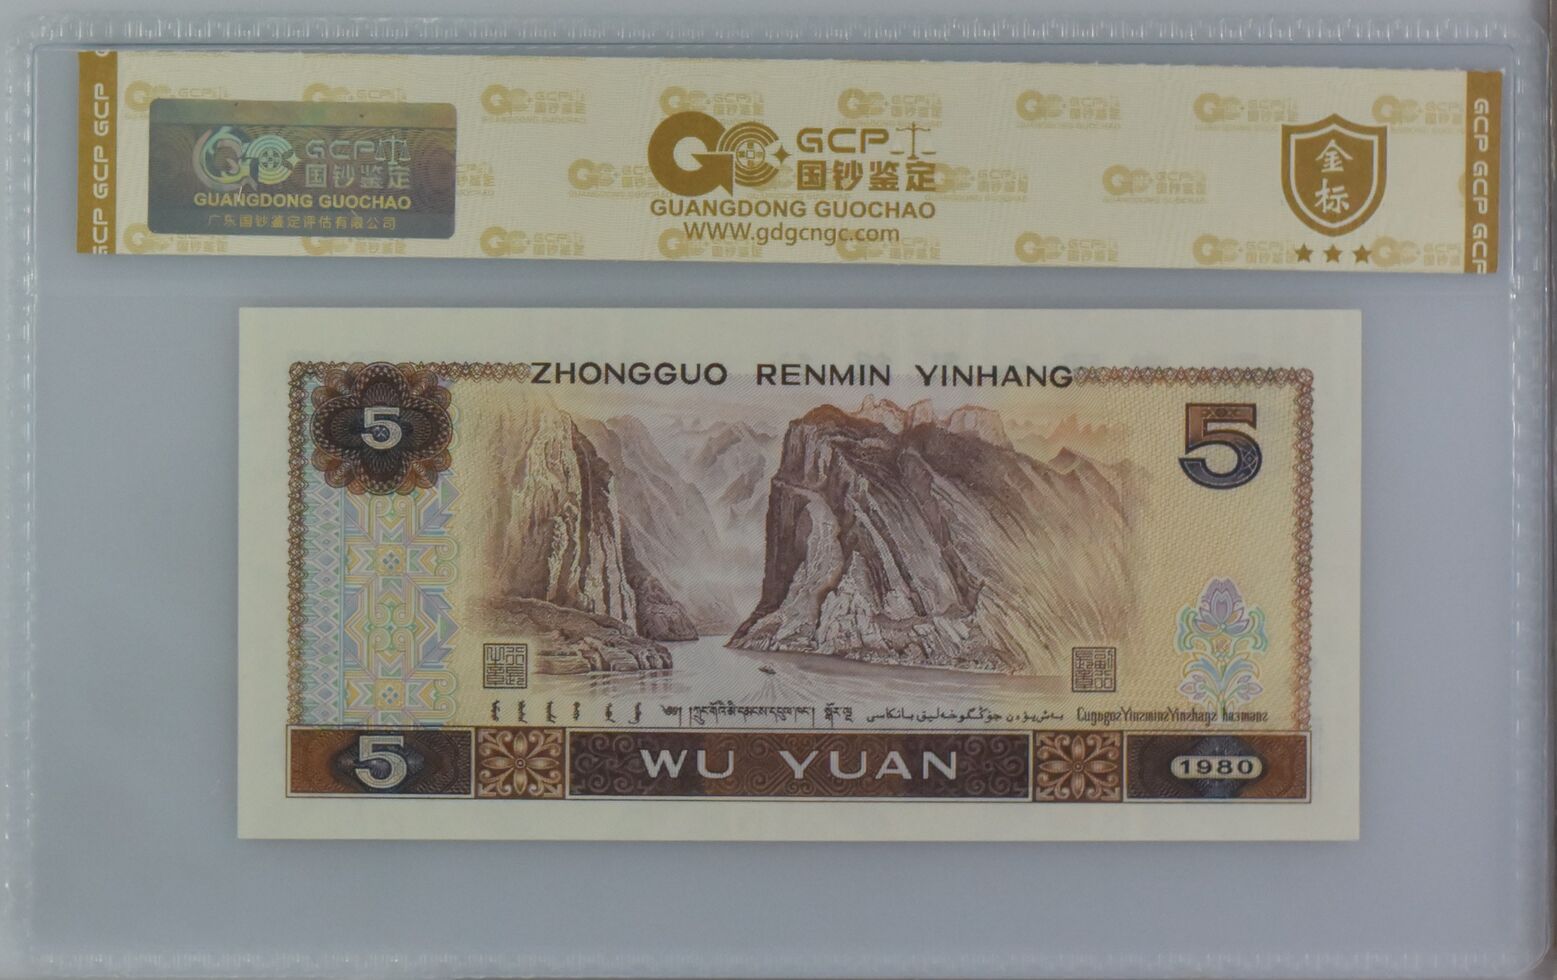 GCP GCP GCP
GCP
国钞鉴定
GUANGDONG GUOCHAO
广东国钞鉴定评估有限公司
GCP
国钞鉴定
GUANGDONG GUOCHAO
WWW.gdgcngc.com
金标
GCP GCP GCP
ZHONGGUO RENMIN YINHANG
5
5
5
WU YUAN
1980